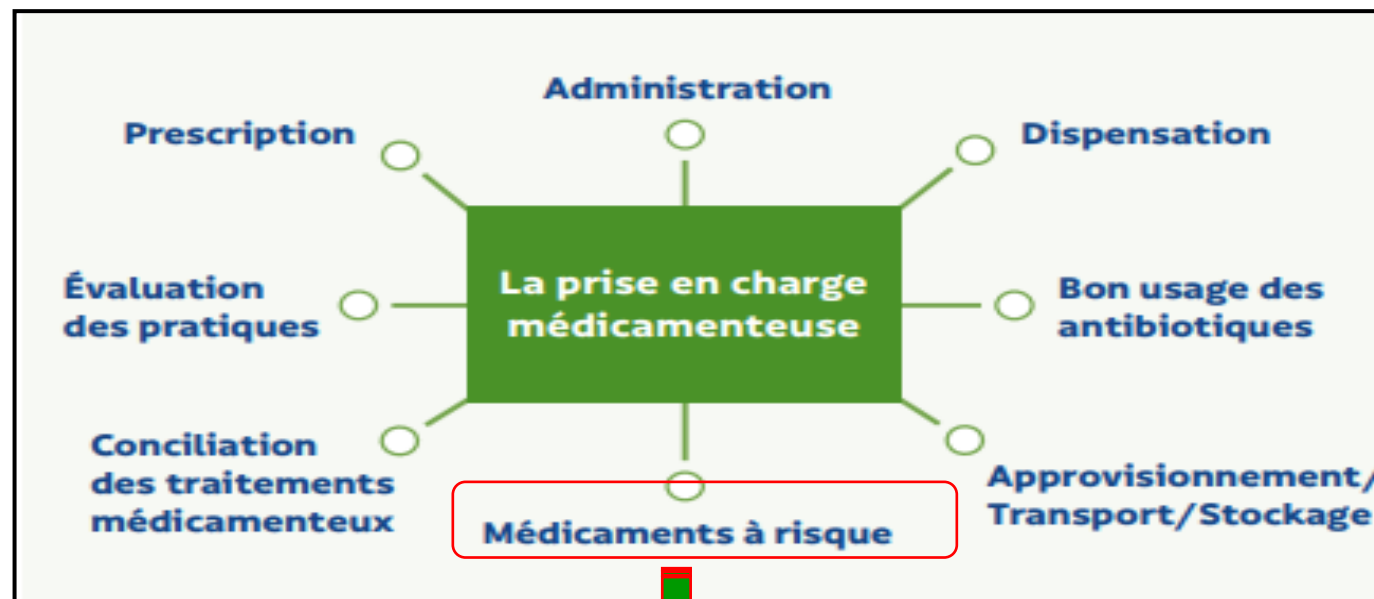 Administration
Prescription
Dispensation
La prise en charge
médicamenteuse
Évaluation
des pratiques
Bon usage des
antibiotiques
Conciliation
des traitements
médicamenteux
Approvisionnement/
Transport/Stockage
Médicaments à risque